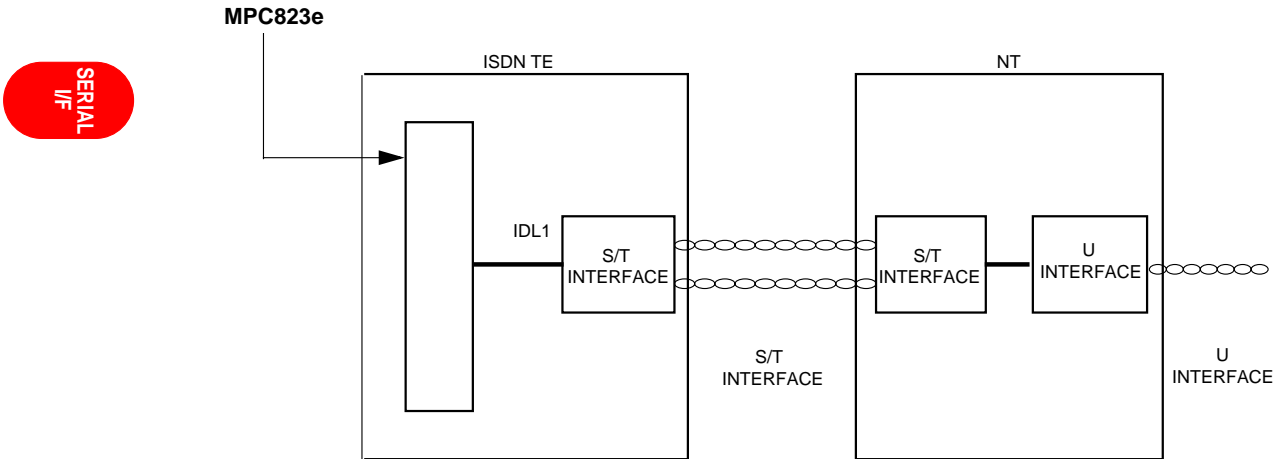 MPC823e
SERIAL
I/F
ISDN TE
NT
IDL1
S/T
INTERFACE
S/T
INTERFACE
U
INTERFACE
S/T
INTERFACE
U
INTERFACE